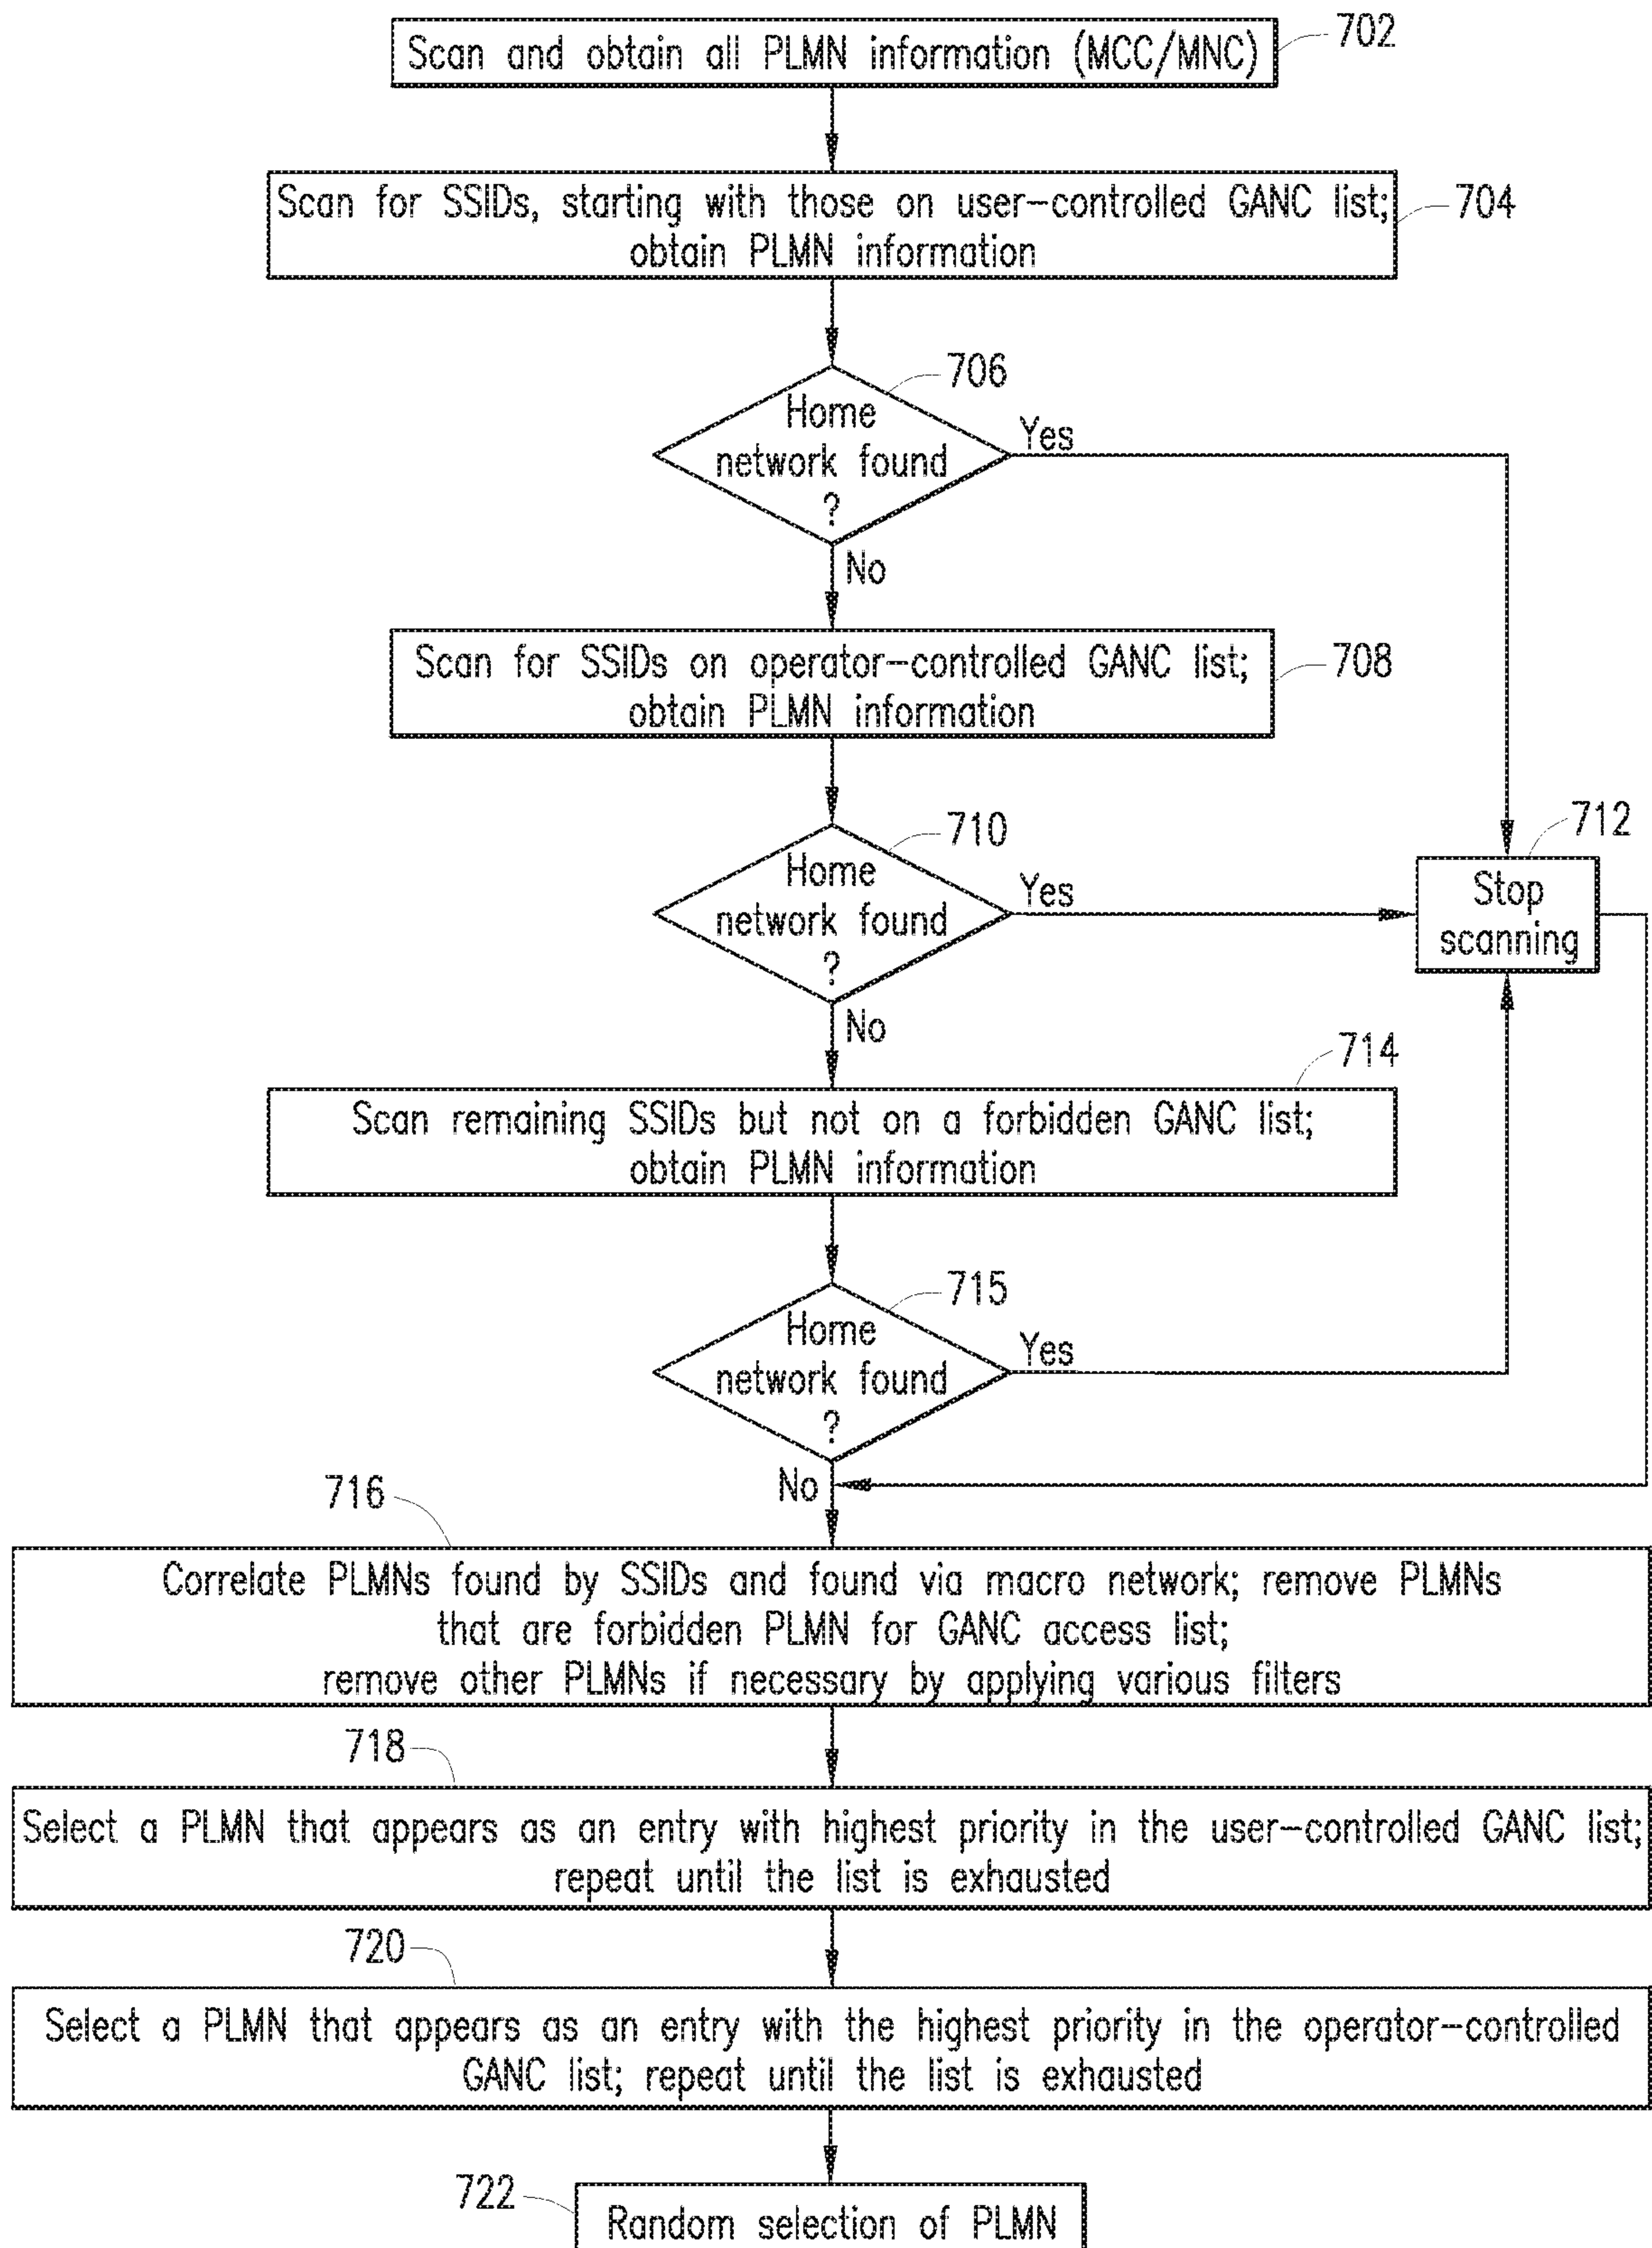 Scan and obtain all PLMN information (MCC/MNC)
702
Scan for SSIDs, starting with those on user-controlled GANC list;
obtain PLMN information
704
706
Home
network found
?
Yes
No
Scan for SSIDs on operator-controlled GANC list;
obtain PLMN information
708
710
Home
network found
?
Yes
No
712
Stop
scanning
714
Scan remaining SSIDs but not on a forbidden GANC list;
obtain PLMN information
715
Home
network found
?
Yes
No
716
Correlate PLMNs found by SSIDs and found via macro network; remove PLMNs
that are forbidden PLMN for GANC access list;
remove other PLMNs if necessary by applying various filters
718
Select a PLMN that appears as an entry with highest priority in the user-controlled GANC list;
repeat until the list is exhausted
720
Select a PLMN that appears as an entry with the highest priority in the operator-controlled
GANC list; repeat until the list is exhausted
722
Random selection of PLMN